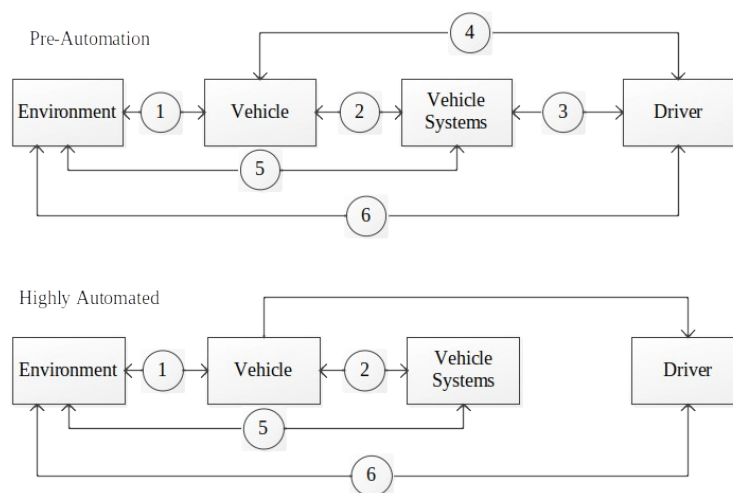 Pre-Automation
4
Environment
1
Vehicle
2
Vehicle
Systems
3
Driver
5
6
Highly Automated
Environment
1
Vehicle
2
Vehicle
Systems
Driver
5
6